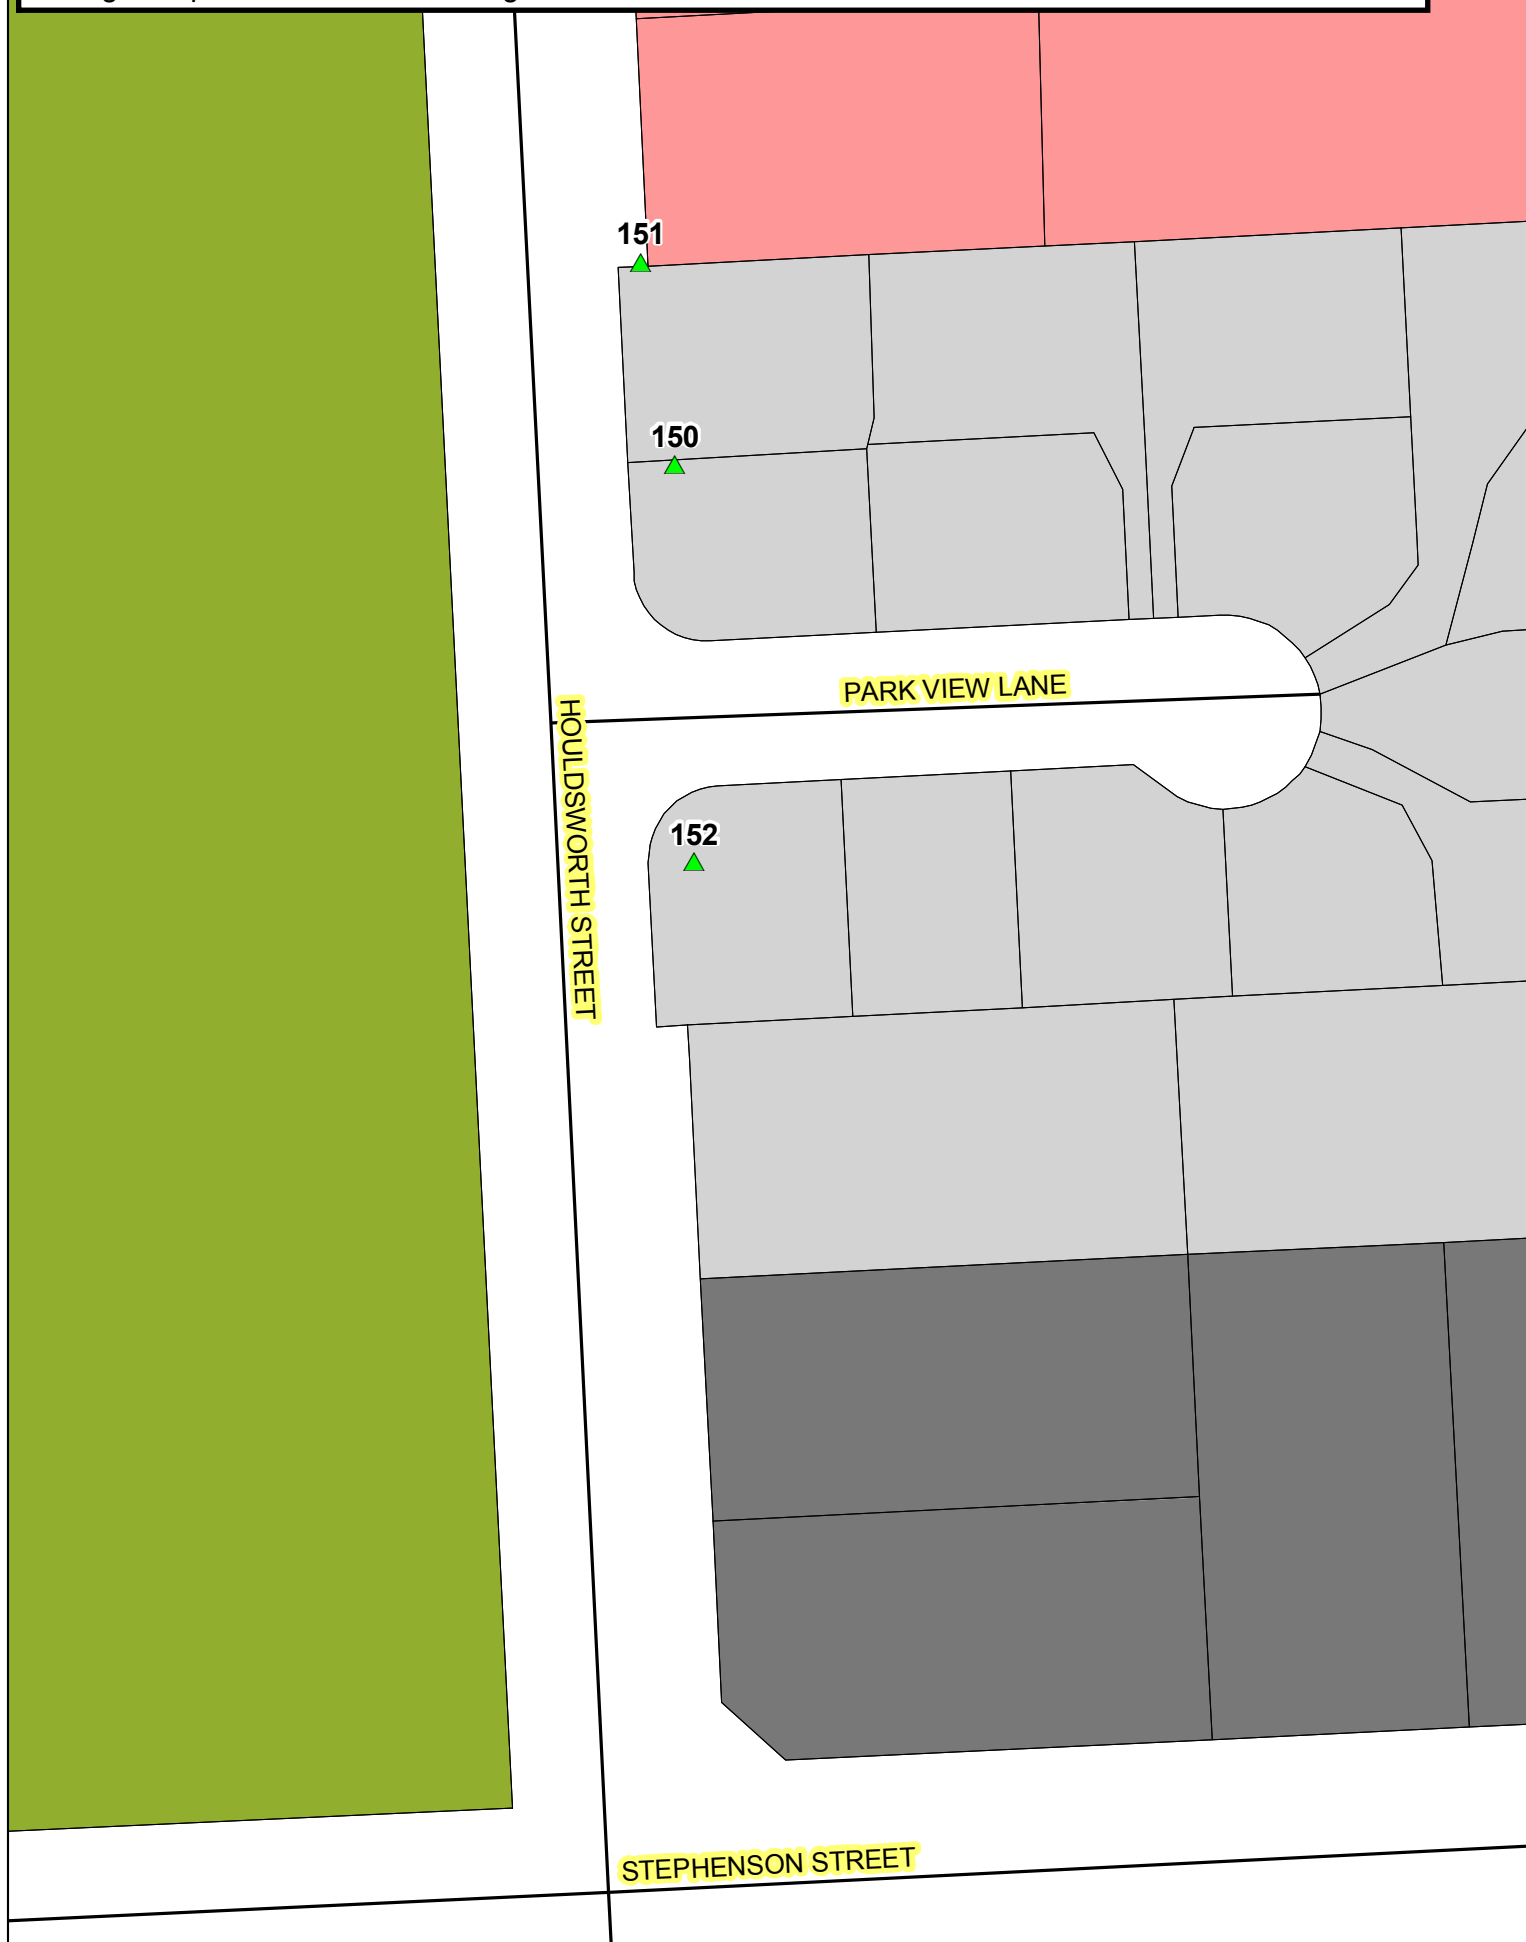 151
150
PARK VIEW LANE
HOULDSWORTH STREET
152
STEPHENSON STREET